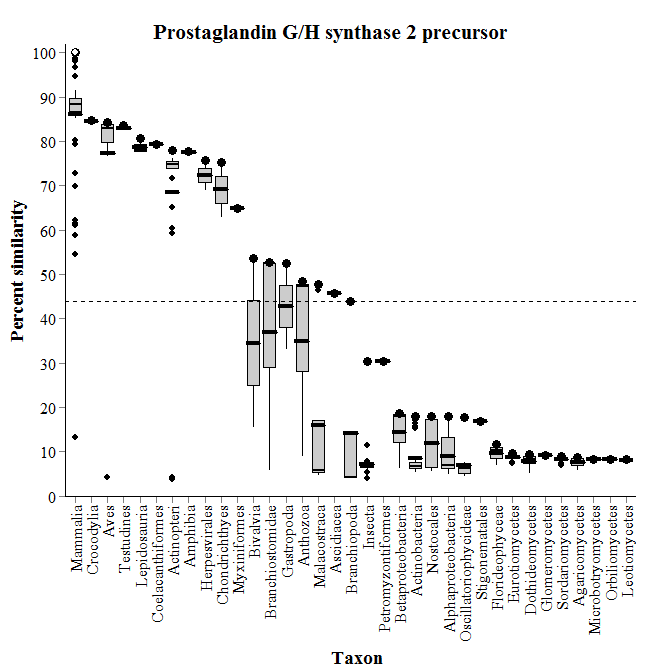 Prostaglandin G/H synthase 2 precursor
Percent similarity
100
90
80
70
60
50
40
30
20
10
0
Mammalia
Crocodylia
Aves
Testudines
Lepidosauria
Coelacanthiformes
Actinopteri
Amphibia
Herpesvirales
Chondrichthyes
Myxiniformes
Bivalvia
Branchiostomidae
Gastropoda
Anthozoa
Malacostraca
Ascidiacea
Branchiopoda
Insecta
Petromyzontiformes
Betaproteobacteria
Actinobacteria
Nostocales
Alphaproteobacteria
Oscillatoriophycideae
Stigonematales
Florideophyceae
Eurotiomycetes
Dothideomycetes
Glomeromycetes
Sordariomycetes
Agaricomycetes
Microbotryomycetes
Orbiliomycetes
Leotiomycetes
Taxon